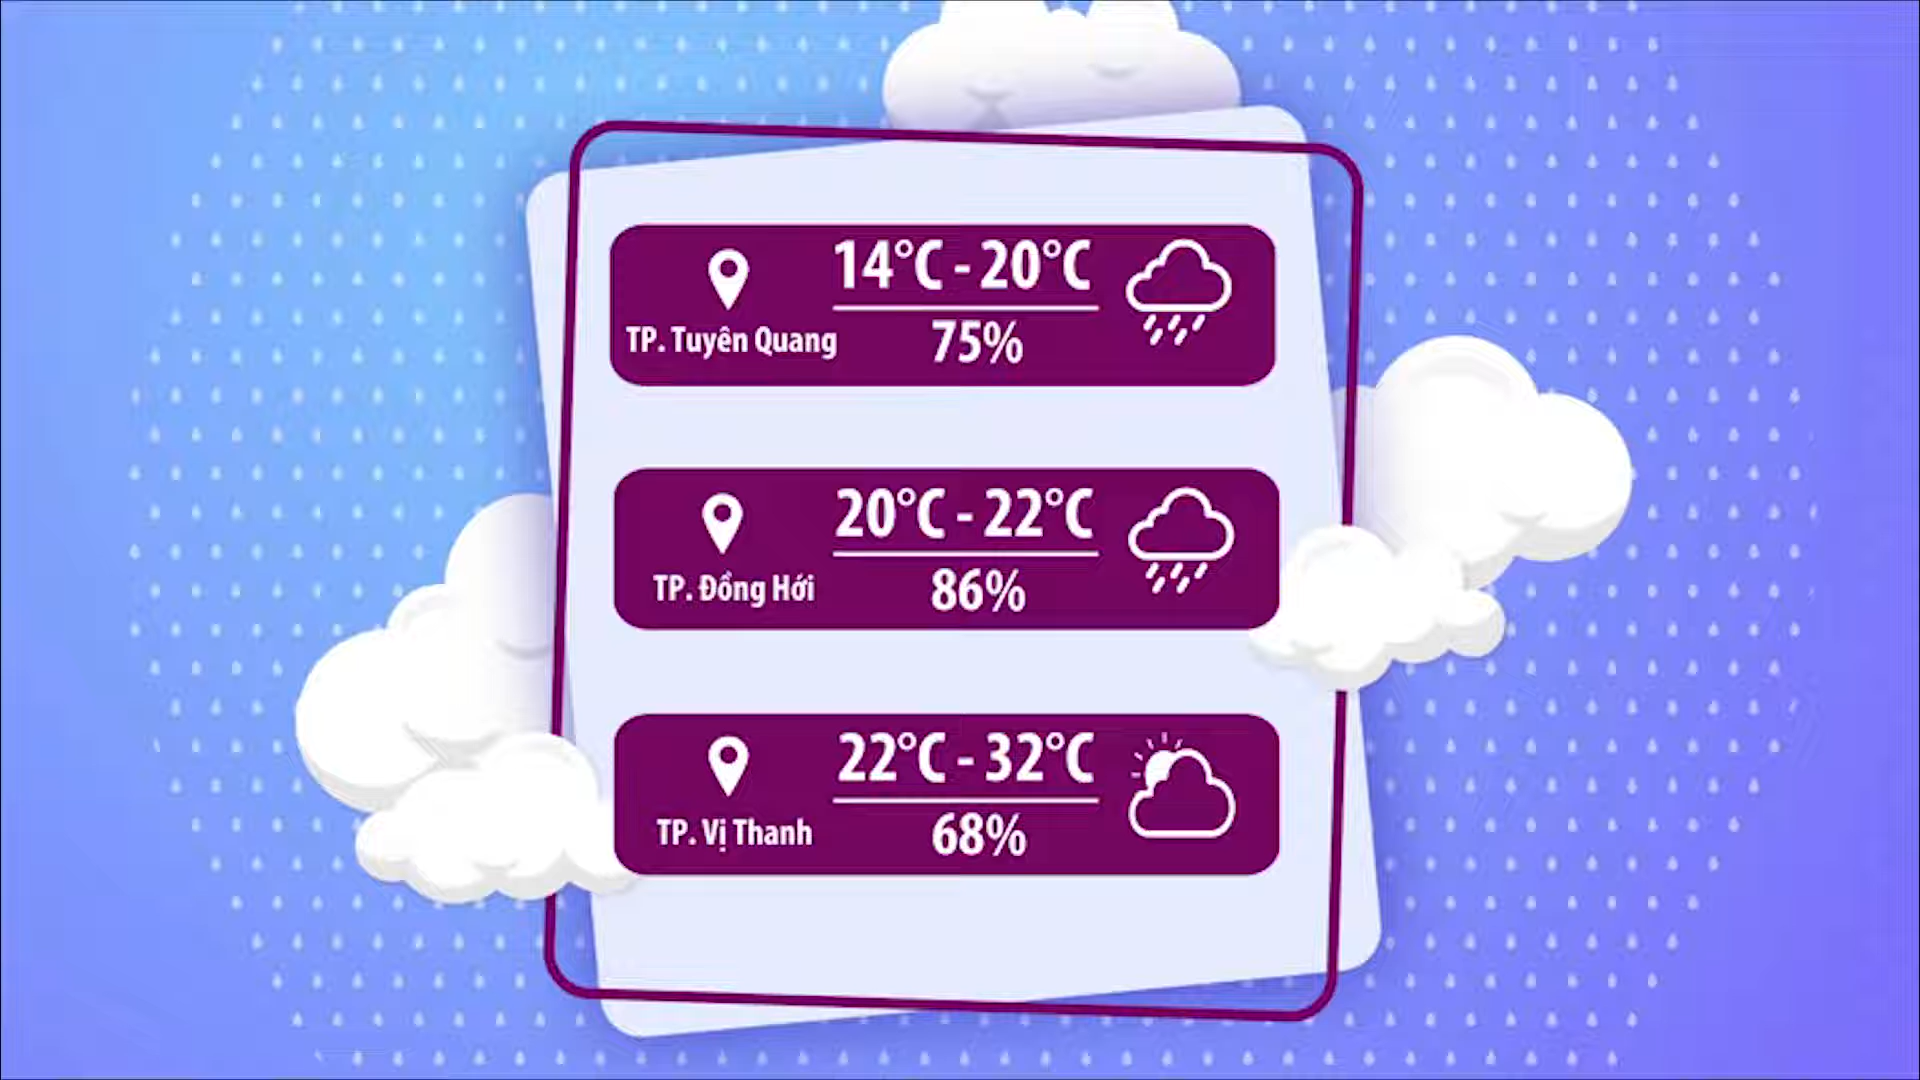 14°C - 20°C
TP. Tuyên Quang
75%
20°C - 22°C
TP. Đồng Hới
86%
22°C - 32°C
TP. Vị Thanh
68%